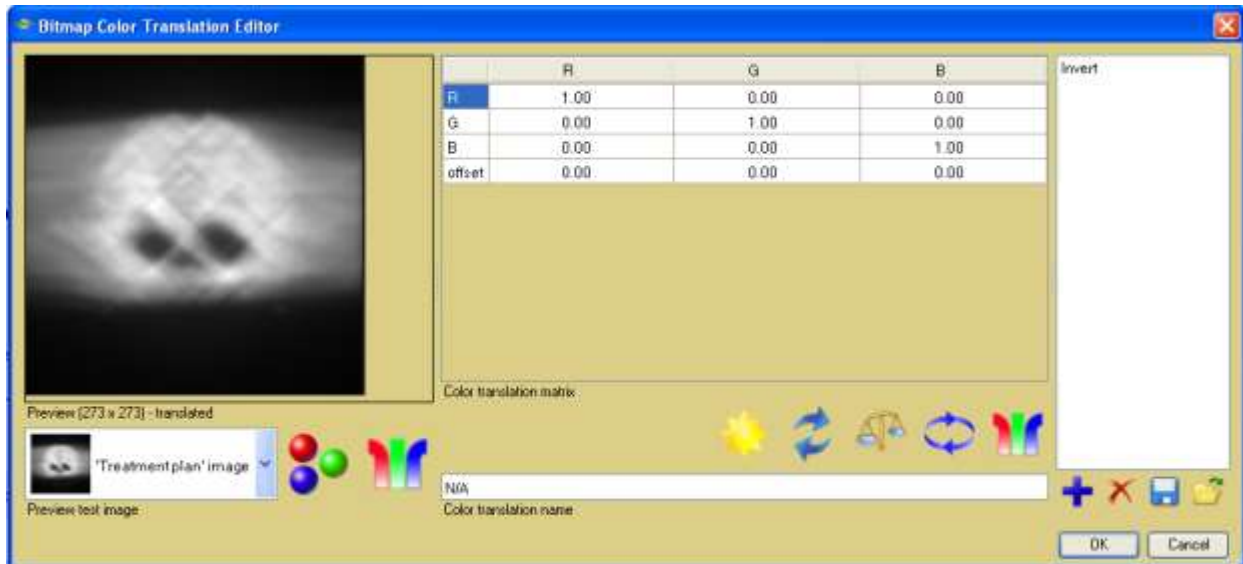 Bitmap Color Translation Editor
R G B
R 1.00 0.00 0.00
G 0.00 1.00 0.00
B 0.00 0.00 1.00
offset 0.00 0.00 0.00
Invert
Color translation matrix
Preview (273 x 273) - translated
'Treatment plan' image
Preview test image
N/A
Color translation name
OK Cancel